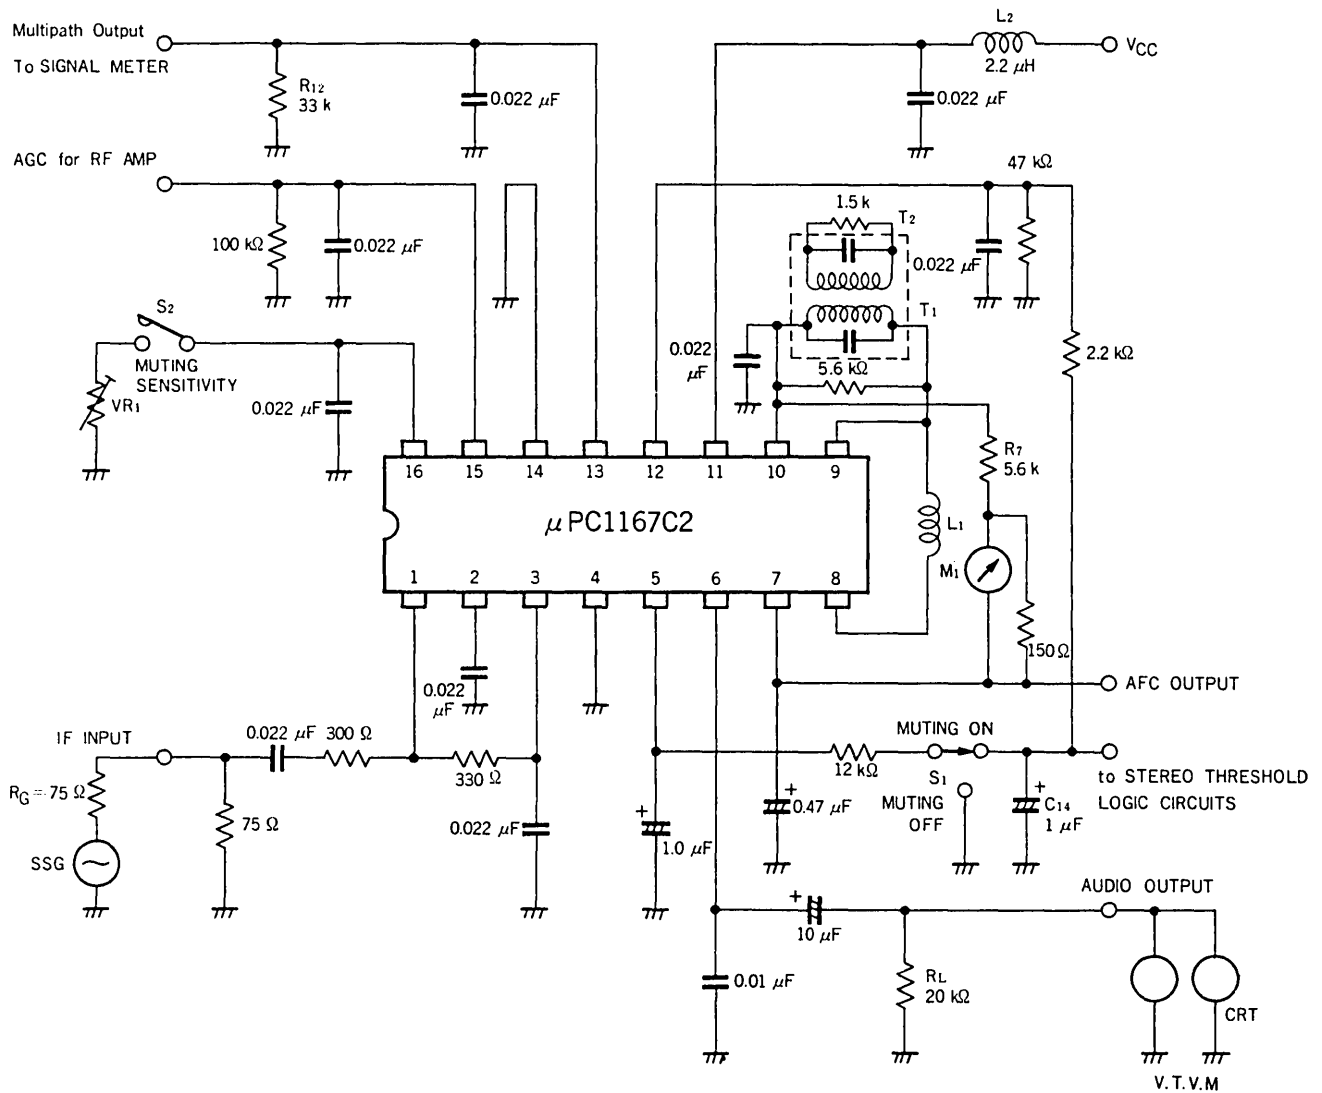 Multipath Output
To SIGNAL METER
R12
33 k
0.022 μF
L2
2.2 μH
VCC
0.022 μF
AGC for RF AMP
100 kΩ
0.022 μF
47 kΩ
1.5 k
T2
0.022 μF
T1
S2
MUTING
SENSITIVITY
VR1
0.022 μF
0.022
μF
5.6 kΩ
2.2 kΩ
R7
5.6 k
16 15 14 13 12 11 10 9
μPC1167C2
L1
M1
1 2 3 4 5 6 7 8
150 Ω
0.022
μF
AFC OUTPUT
IF INPUT
0.022 μF 300 Ω
330 Ω
MUTING ON
12 kΩ
S1
to STEREO THRESHOLD
LOGIC CIRCUITS
RG = 75 Ω
75 Ω
0.022 μF
+
1.0 μF
+
0.47 μF
MUTING
OFF
+
C14
1 μF
SSG
AUDIO OUTPUT
+
10 μF
0.01 μF
RL
20 kΩ
CRT
V.T.V.M